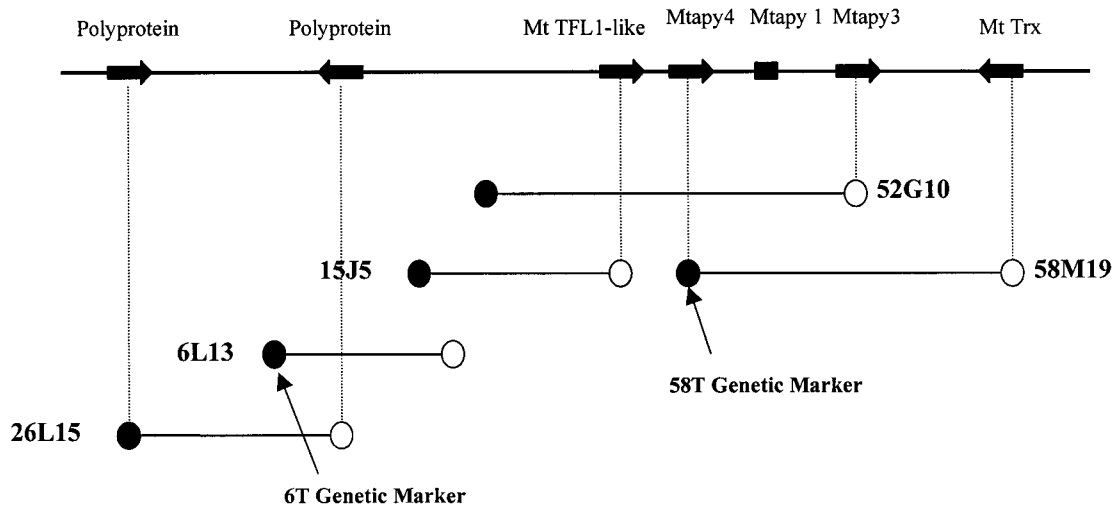 Polyprotein
Polyprotein
Mt TFL1-like
Mtapy4
Mtapy 1
Mtapy3
Mt Trx
52G10
15J5
58M19
6L13
58T Genetic Marker
26L15
6T Genetic Marker